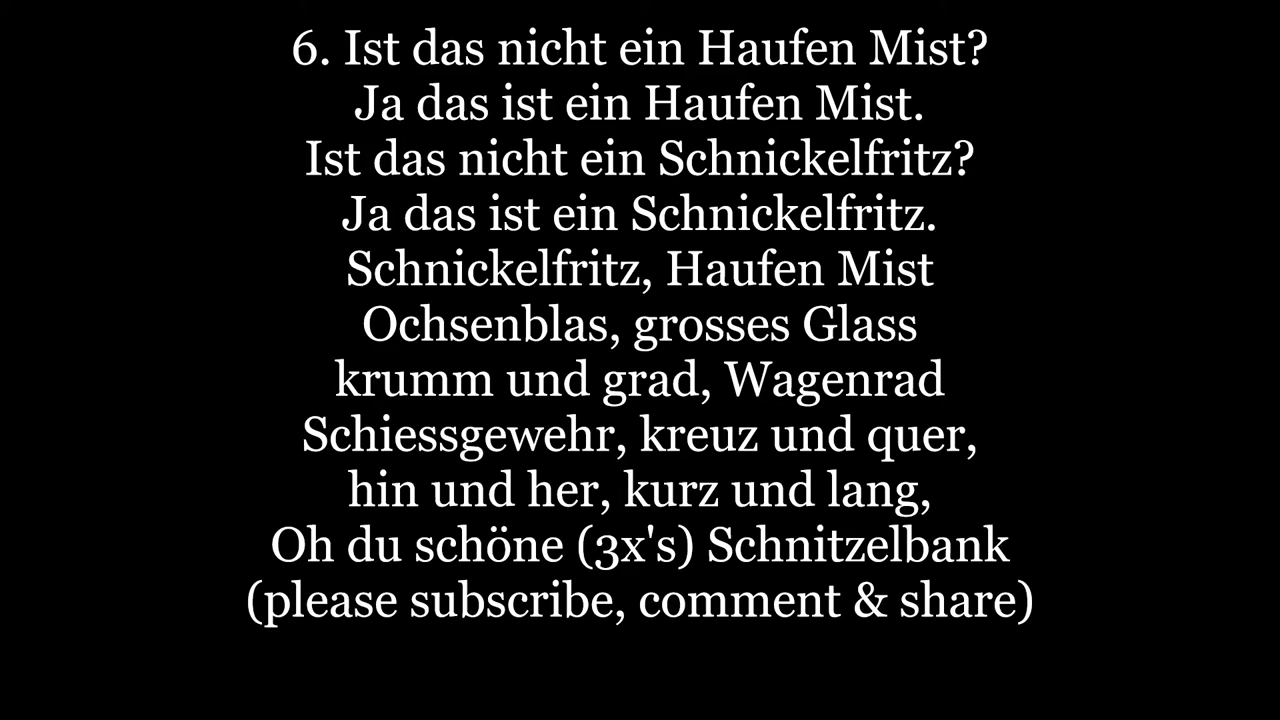 6. Ist das nicht ein Haufen Mist?
Ja das ist ein Haufen Mist.
Ist das nicht ein Schnickelfritz?
Ja das ist ein Schnickelfritz.
Schnickelfritz, Haufen Mist
Ochsenblas, grosses Glass
krumm und grad, Wagenrad
Schiessgewehr, kreuz und quer,
hin und her, kurz und lang,
Oh du schöne (3x's) Schnitzelbank
(please subscribe, comment & share)